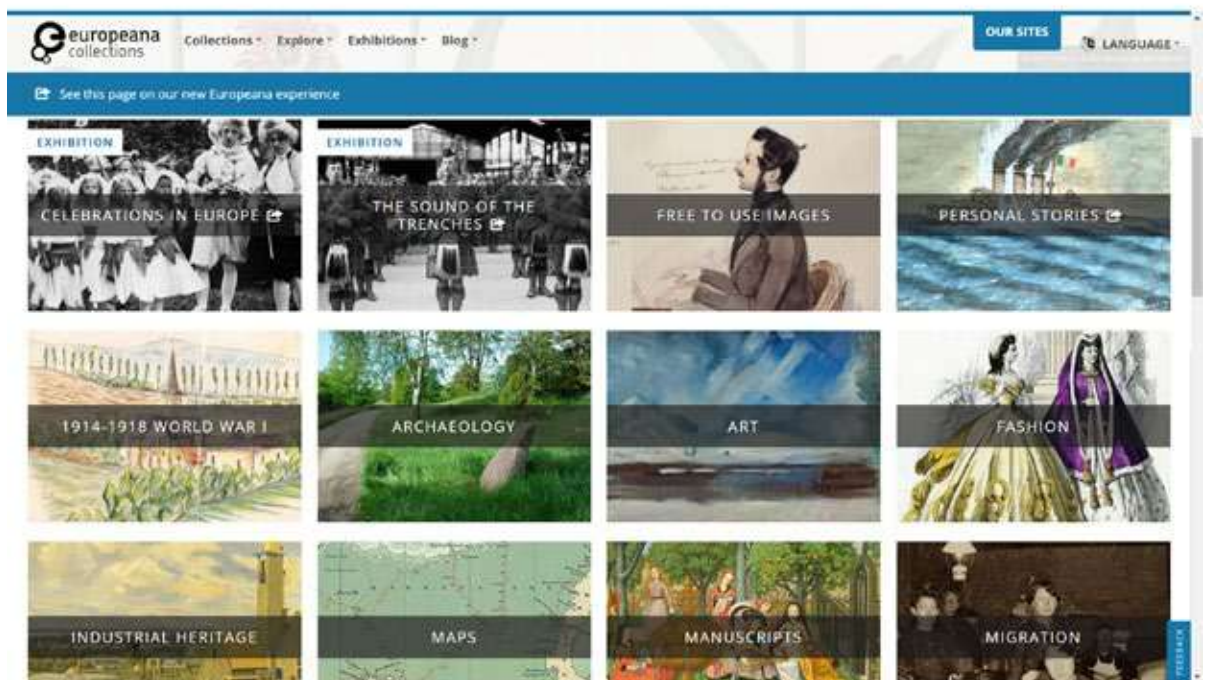 europeana
collections
Collections
Explore
Exhibitions
Blog
OUR SITES
LANGUAGE
See this page on our new Europeana experience
EXHIBITION
CELEBRATIONS IN EUROPE
EXHIBITION
THE SOUND OF THE
TRENCHES
FREE TO USE IMAGES
PERSONAL STORIES
1914-1918 WORLD WAR I
ARCHAEOLOGY
ART
FASHION
INDUSTRIAL HERITAGE
MAPS
MANUSCRIPTS
MIGRATION
FEEDBACK